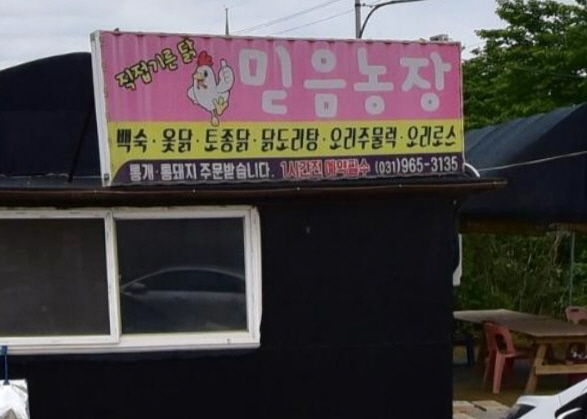 직접기른 닭
믿음농장
백숙·옻닭·토종닭·닭도리탕·오리주물럭·오리로스
통개·통돼지 주문받습니다. 1시간전 예약필수 (031)965-3135